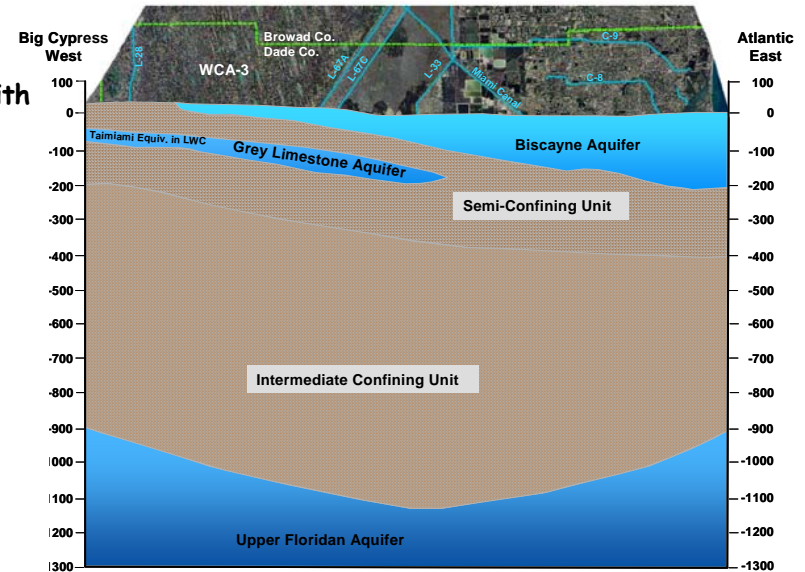 Big Cypress
West
Browad Co.
Dade Co.
WCA-3
L-28
L-67A
L-67C
L-33
Miami Canal
C-9
C-8
Atlantic
East
ith
100
0
-100
-200
-300
-400
-500
-600
-700
-800
-900
1000
1100
1200
1300
100
0
-100
-200
-300
-400
-500
-600
-700
-800
-900
-1000
-1100
-1200
-1300
Taimiami Equiv. in LWC
Grey Limestone Aquifer
Biscayne Aquifer
Semi-Confining Unit
Intermediate Confining Unit
Upper Floridan Aquifer